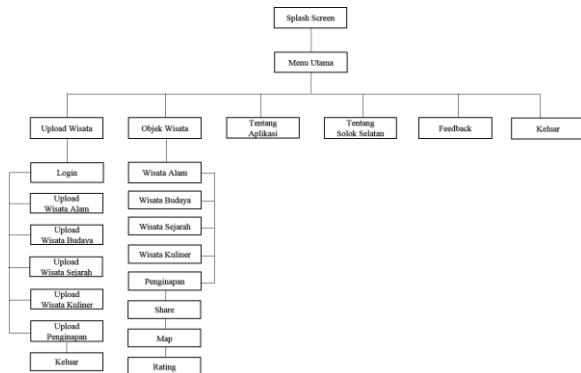 Splash Screen
Menu Utama
Upload Wisata
Objek Wisata
Tentang
Aplikasi
Tentang
Solok Selatan
Feedback
Keluar
Login
Upload
Wisata Alam
Upload
Wisata Budaya
Upload
Wisata Sejarah
Upload
Wisata Kuliner
Upload
Penginapan
Keluar
Wisata Alam
Wisata Budaya
Wisata Sejarah
Wisata Kuliner
Penginapan
Share
Map
Rating